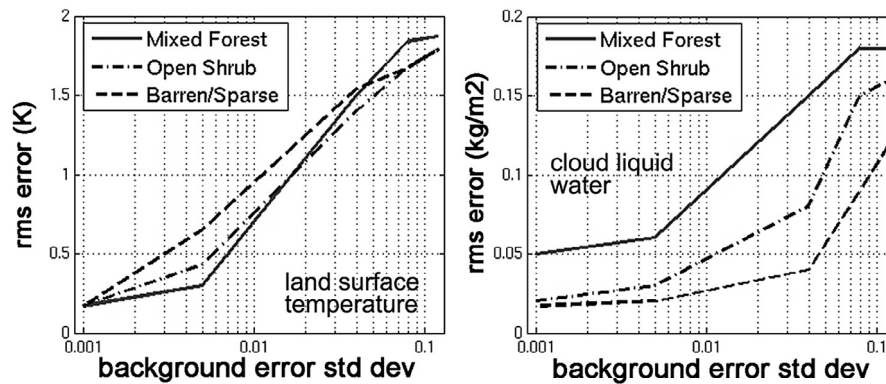 2
1.5
1
0.5
0
rms error (K)
Mixed Forest
Open Shrub
Barren/Sparse
land surface
temperature
0.001
0.01
0.1
background error std dev
0.2
0.15
0.1
0.05
0
rms error (kg/m2)
Mixed Forest
Open Shrub
Barren/Sparse
cloud liquid
water
0.001
0.01
0.1
background error std dev